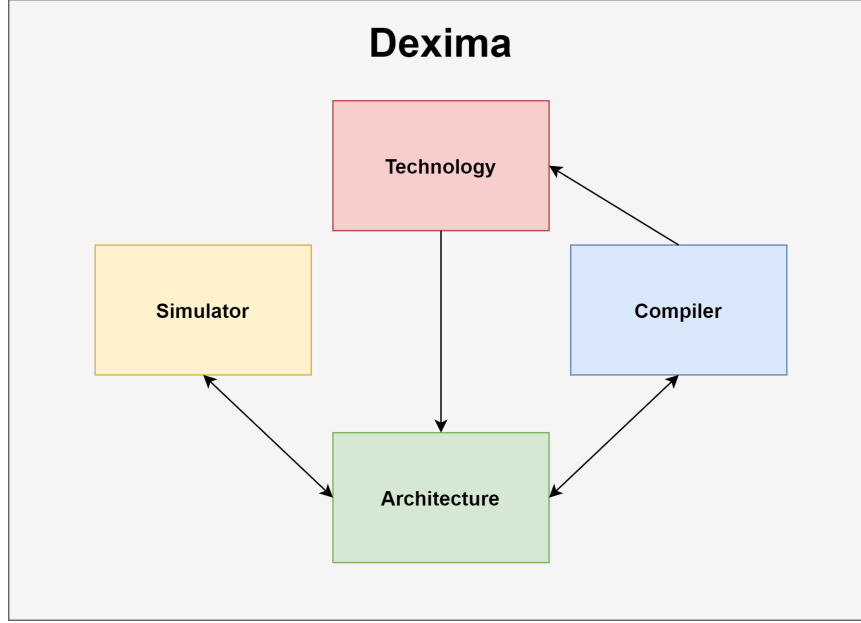 Dexima
Technology
Simulator
Compiler
Architecture